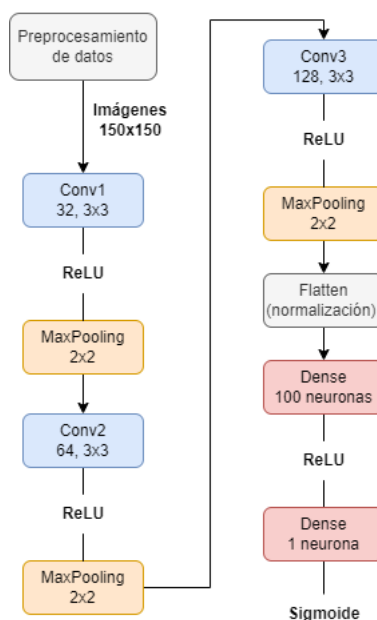 Preprocesamiento
de datos
Imágenes
150x150
Conv1
32, 3x3
ReLU
MaxPooling
2x2
Conv2
64, 3x3
ReLU
MaxPooling
2x2
Conv3
128, 3x3
ReLU
MaxPooling
2x2
Flatten
(normalización)
Dense
100 neuronas
ReLU
Dense
1 neurona
Sigmoide